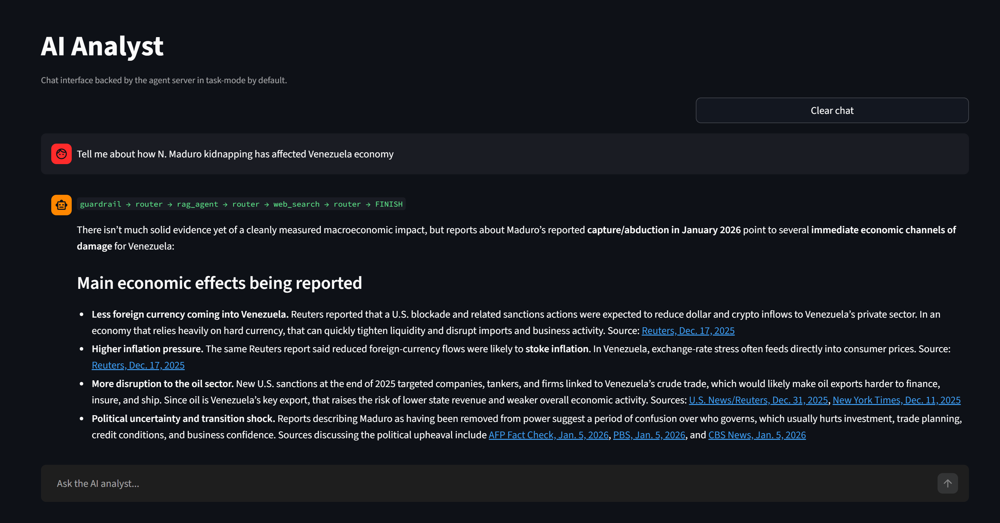 AI Analyst
Chat interface backed by the agent server in task-mode by default.
Clear chat
Tell me about how N. Maduro kidnapping has affected Venezuela economy
guardrail → router → rag_agent → router → web_search → router → FINISH
There isn’t much solid evidence yet of a cleanly measured macroeconomic impact, but reports about Maduro’s reported capture/abduction in January 2026 point to several immediate economic channels of
damage for Venezuela:
Main economic effects being reported
• Less foreign currency coming into Venezuela. Reuters reported that a U.S. blockade and related sanctions actions were expected to reduce dollar and crypto inflows to Venezuela’s private sector. In an
economy that relies heavily on hard currency, that can quickly tighten liquidity and disrupt imports and business activity. Source: Reuters, Dec. 17, 2025
• Higher inflation pressure. The same Reuters report said reduced foreign-currency flows were likely to stoke inflation. In Venezuela, exchange-rate stress often feeds directly into consumer prices. Source:
Reuters, Dec. 17, 2025
• More disruption to the oil sector. New U.S. sanctions at the end of 2025 targeted companies, tankers, and firms linked to Venezuela’s crude trade, which would likely make oil exports harder to finance,
insure, and ship. Since oil is Venezuela’s key export, that raises the risk of lower state revenue and weaker overall economic activity. Sources: U.S. News/Reuters, Dec. 31, 2025, New York Times, Dec. 11, 2025
• Political uncertainty and transition shock. Reports describing Maduro as having been removed from power suggest a period of confusion over who governs, which usually hurts investment, trade planning,
credit conditions, and business confidence. Sources discussing the political upheaval include AFP Fact Check, Jan. 5, 2026, PBS, Jan. 5, 2026, and CBS News, Jan. 5, 2026
Ask the AI analyst...